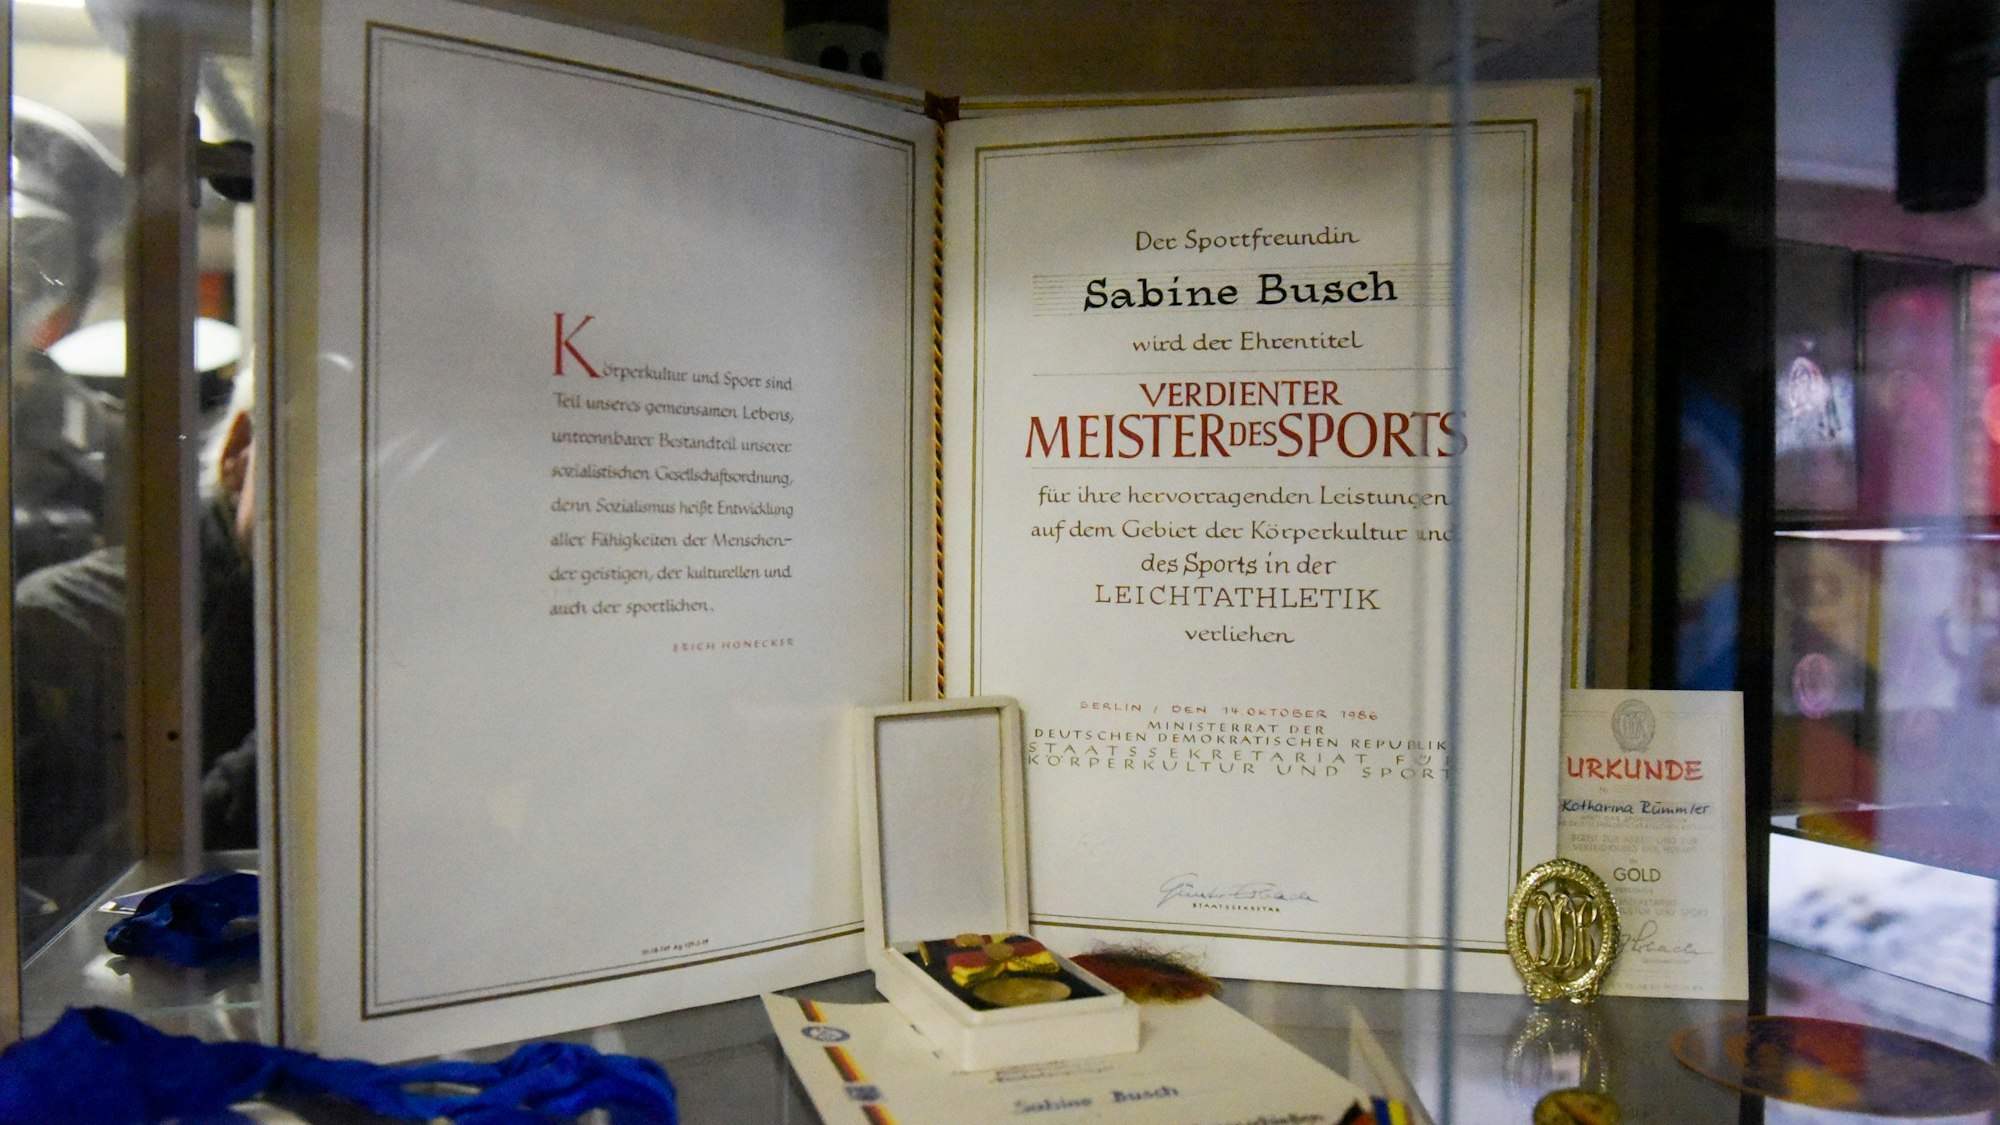 Körperkultur und Sport sind
Teil unseres gemeinsamen Lebens,
untrennbarer Bestandteil unserer
sozialistischen Gesellschaftsordnung,
denn Sozialismus heißt Entwicklung
aller Fähigkeiten der Menschen-
der geistigen, der kulturellen und
auch der sportlichen.
ERICH HONECKER
Der Sportfreundin
Sabine Busch
wird der Ehrentitel
VERDIENTER
MEISTER DES SPORTS
für ihre hervorragenden Leistungen
auf dem Gebiet der Körperkultur und
des Sports in der
LEICHTATHLETIK
verliehen
BERLIN / DEN 14. OKTOBER 1986
MINISTERRAT DER
DEUTSCHEN DEMOKRATISCHEN REPUBLIK
STAATSSEKRETARIAT FÜR
KÖRPERKULTUR UND SPORT
STAATSSEKRETÄR
URKUNDE
Katharina Rümmler
GOLD
DDR
Sabine Busch